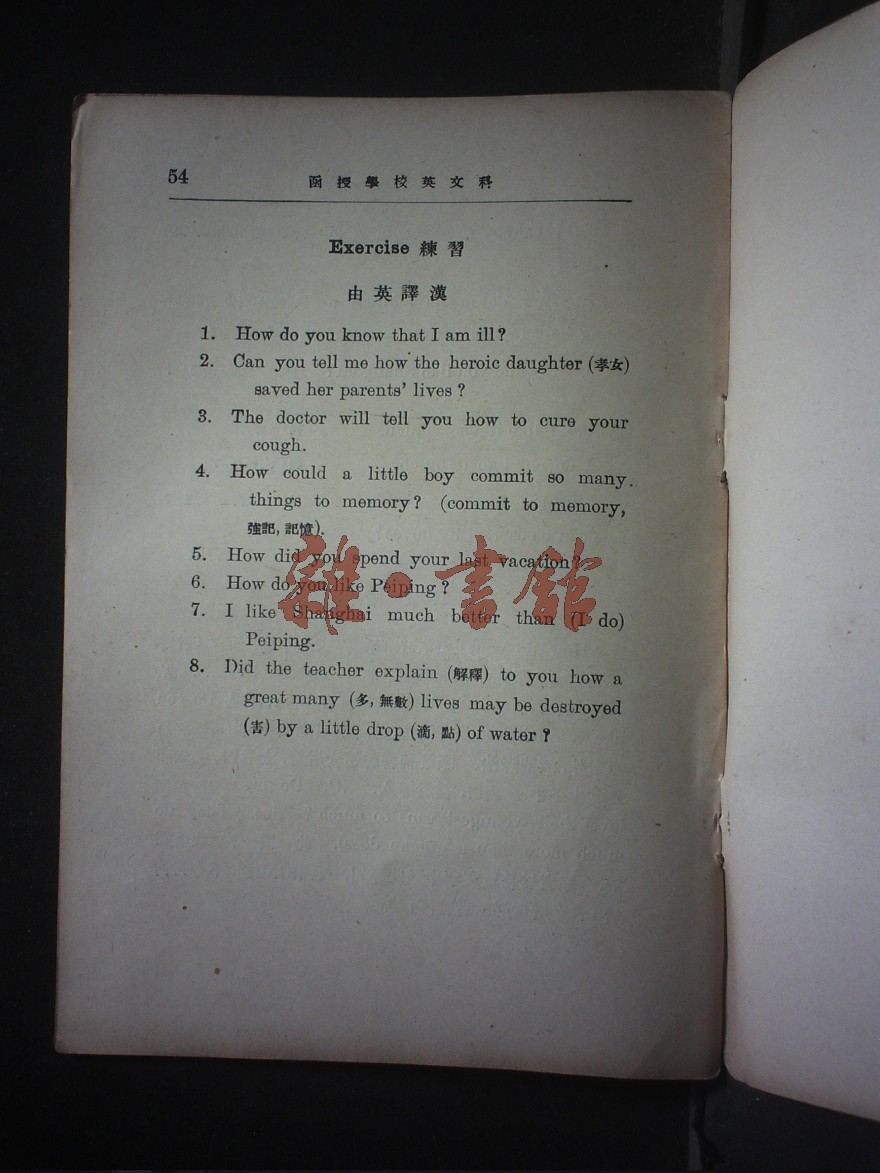 54 函授學校英文科
Exercise 練習
由英譯漢
1. How do you know that I am ill?
2. Can you tell me how the heroic daughter (孝女)
saved her parents' lives?
3. The doctor will tell you how to cure your
cough.
4. How could a little boy commit so many
things to memory? (commit to memory,
強記, 記憶).
5. How did you spend your last vacation?
6. How do you like Peiping?
7. I like Shanghai much better than (I do)
Peiping.
8. Did the teacher explain (解釋) to you how a
great many (多, 無數) lives may be destroyed
(害) by a little drop (滴, 點) of water?
雜·書館